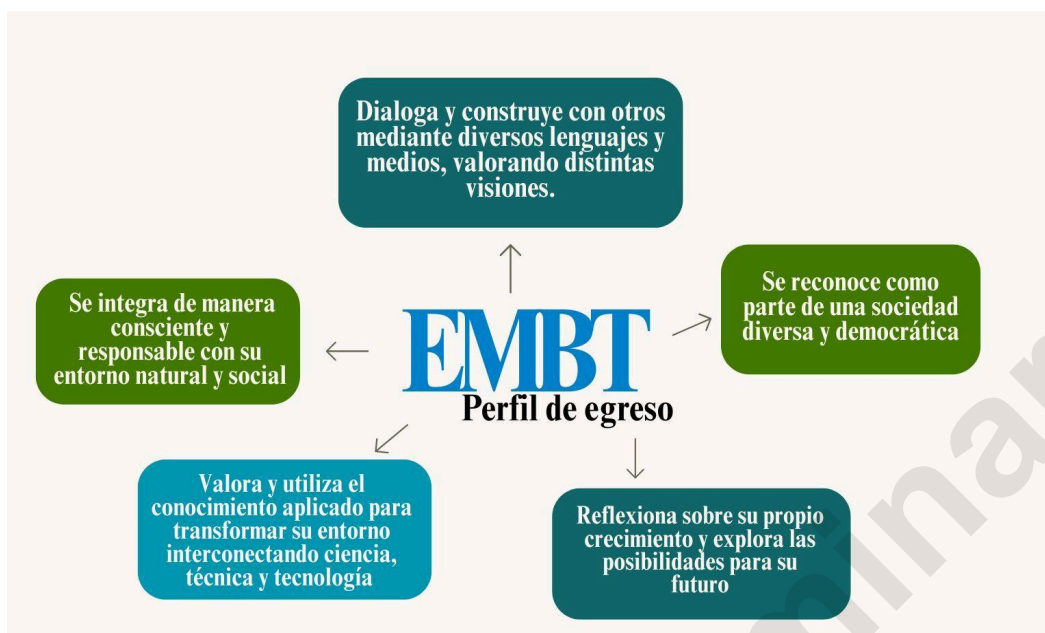 Dialoga y construye con otros
mediante diversos lenguajes y
medios, valorando distintas
visiones.
Se integra de manera
consciente y
responsable con su
entorno natural y social
EMBT
Perfil de egreso
Se reconoce como
parte de una sociedad
diversa y democrática
Valora y utiliza el
conocimiento aplicado para
transformar su entorno
interconectando ciencia,
técnica y tecnología
Reflexiona sobre su propio
crecimiento y explora las
posibilidades para su
futuro